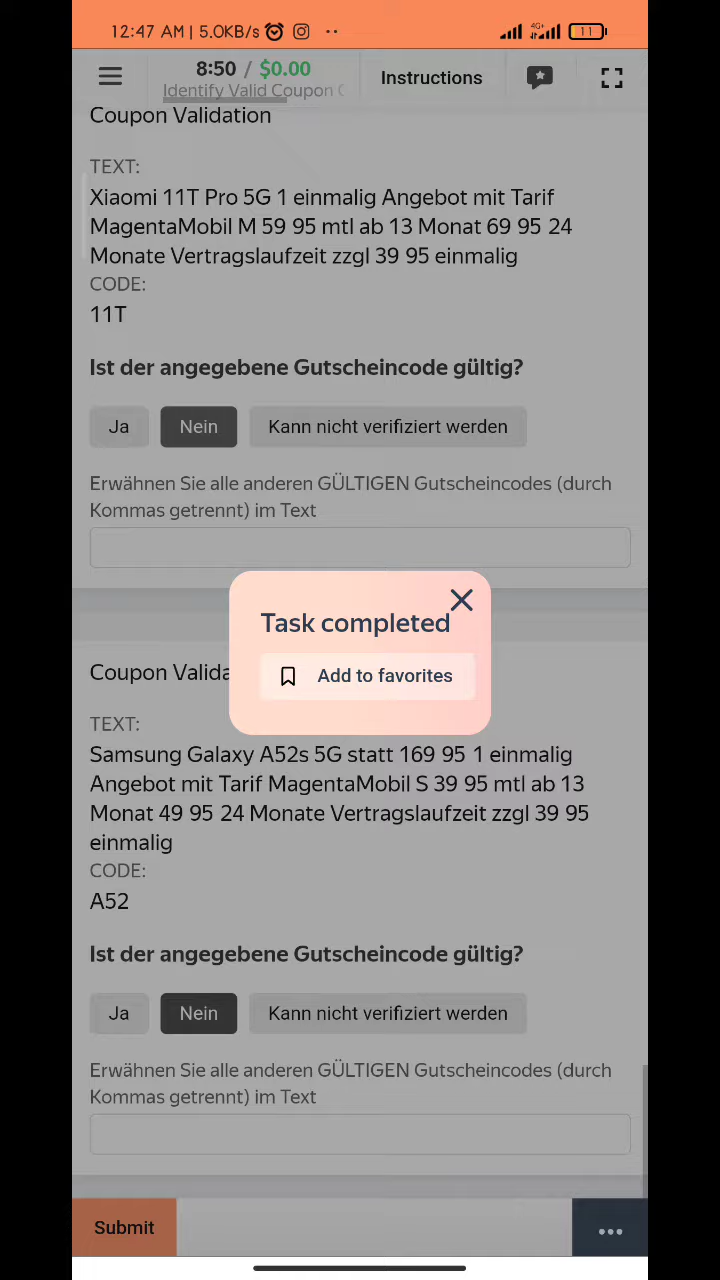 12:47 AM | 5.0KB/s
4G+
11
8:50 / $0.00
Identify Valid Coupon C
Instructions
Coupon Validation
TEXT:
Xiaomi 11T Pro 5G 1 einmalig Angebot mit Tarif
MagentaMobil M 59 95 mtl ab 13 Monat 69 95 24
Monate Vertragslaufzeit zzgl 39 95 einmalig
CODE:
11T
Ist der angegebene Gutscheincode gültig?
Ja Nein Kann nicht verifiziert werden
Erwähnen Sie alle anderen GÜLTIGEN Gutscheincodes (durch
Kommas getrennt) im Text
Task completed
Add to favorites
Coupon Valida
TEXT:
Samsung Galaxy A52s 5G statt 169 95 1 einmalig
Angebot mit Tarif MagentaMobil S 39 95 mtl ab 13
Monat 49 95 24 Monate Vertragslaufzeit zzgl 39 95
einmalig
CODE:
A52
Ist der angegebene Gutscheincode gültig?
Ja Nein Kann nicht verifiziert werden
Erwähnen Sie alle anderen GÜLTIGEN Gutscheincodes (durch
Kommas getrennt) im Text
Submit